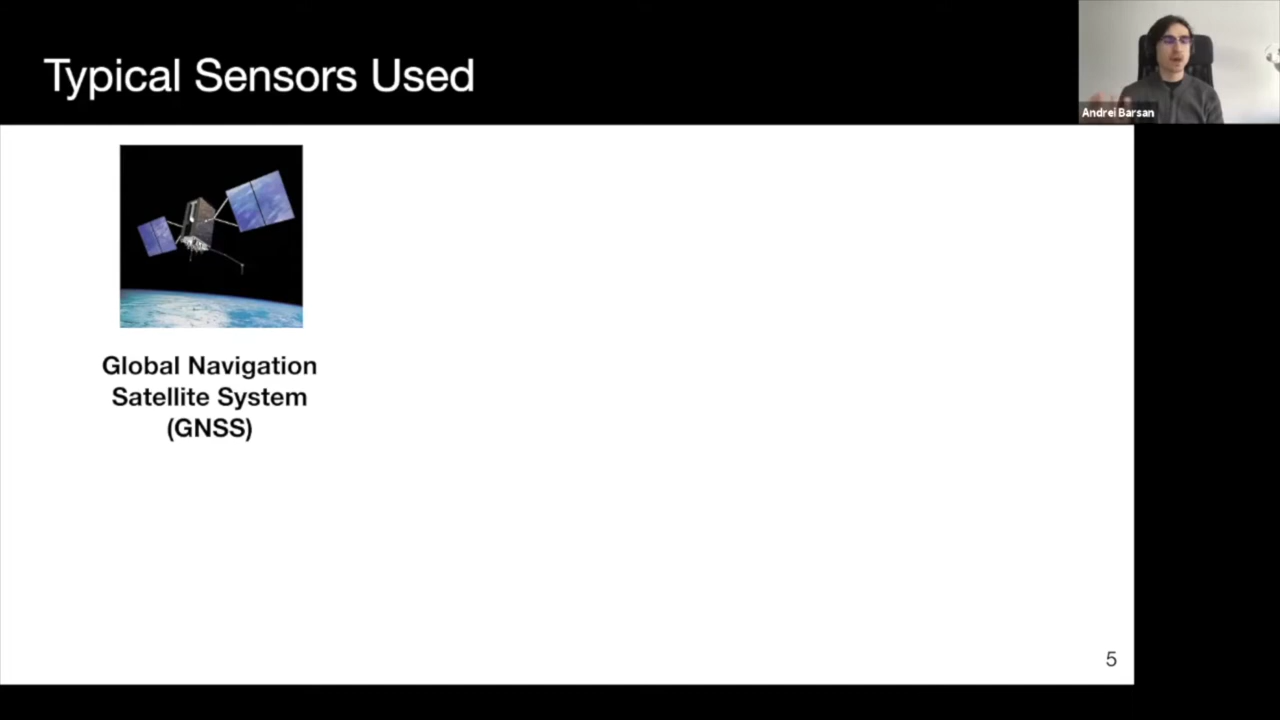 Typical Sensors Used
Andrei Barsan
Global Navigation
Satellite System
(GNSS)
5